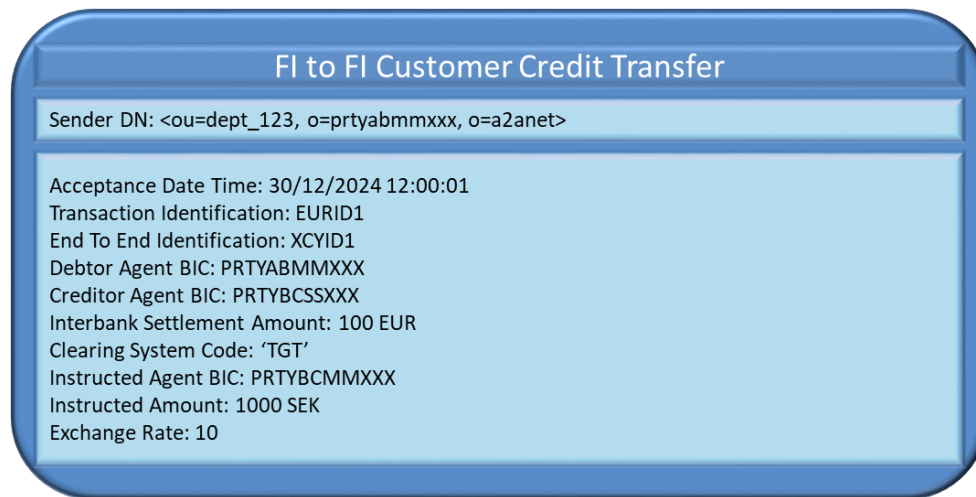 FI to FI Customer Credit Transfer
Sender DN: <ou=dept_123, o=prtyabmmxxx, o=a2anet>
Acceptance Date Time: 30/12/2024 12:00:01
Transaction Identification: EURID1
End To End Identification: XCYID1
Debtor Agent BIC: PRTYABMMXXX
Creditor Agent BIC: PRTYBCSSXXX
Interbank Settlement Amount: 100 EUR
Clearing System Code: ‘TGT’
Instructed Agent BIC: PRTYBCMMXXX
Instructed Amount: 1000 SEK
Exchange Rate: 10